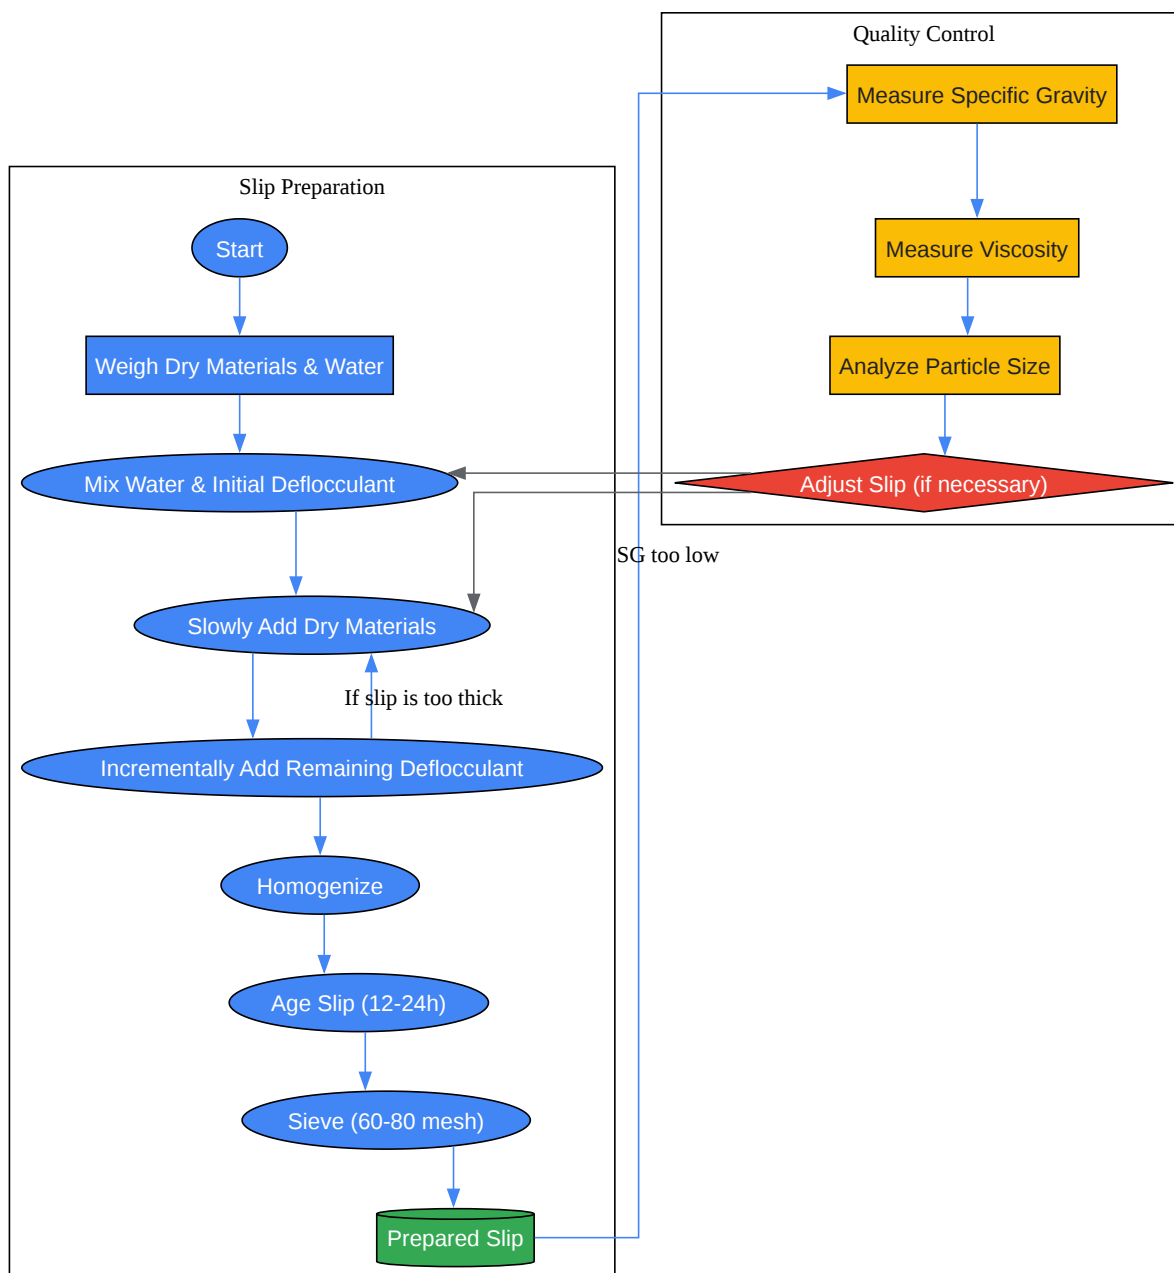 Quality Control
Measure Specific Gravity
Measure Viscosity
Analyze Particle Size
Adjust Slip (if necessary)
SG too low
Slip Preparation
Start
Weigh Dry Materials & Water
Mix Water & Initial Deflocculant
Slowly Add Dry Materials
If slip is too thick
Incrementally Add Remaining Deflocculant
Homogenize
Age Slip (12-24h)
Sieve (60-80 mesh)
Prepared Slip